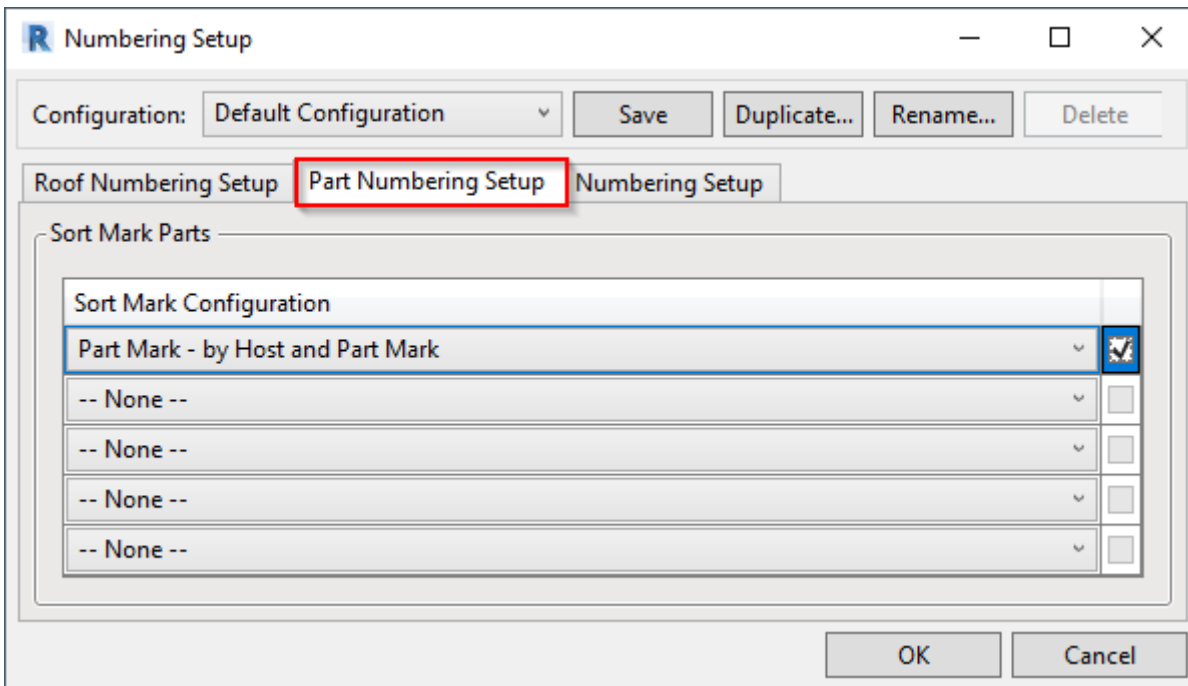 Numbering Setup
Configuration: Default Configuration Save Duplicate... Rename... Delete
Roof Numbering Setup Part Numbering Setup Numbering Setup
Sort Mark Parts
Sort Mark Configuration
Part Mark - by Host and Part Mark
-- None --
-- None --
-- None --
-- None --
OK Cancel